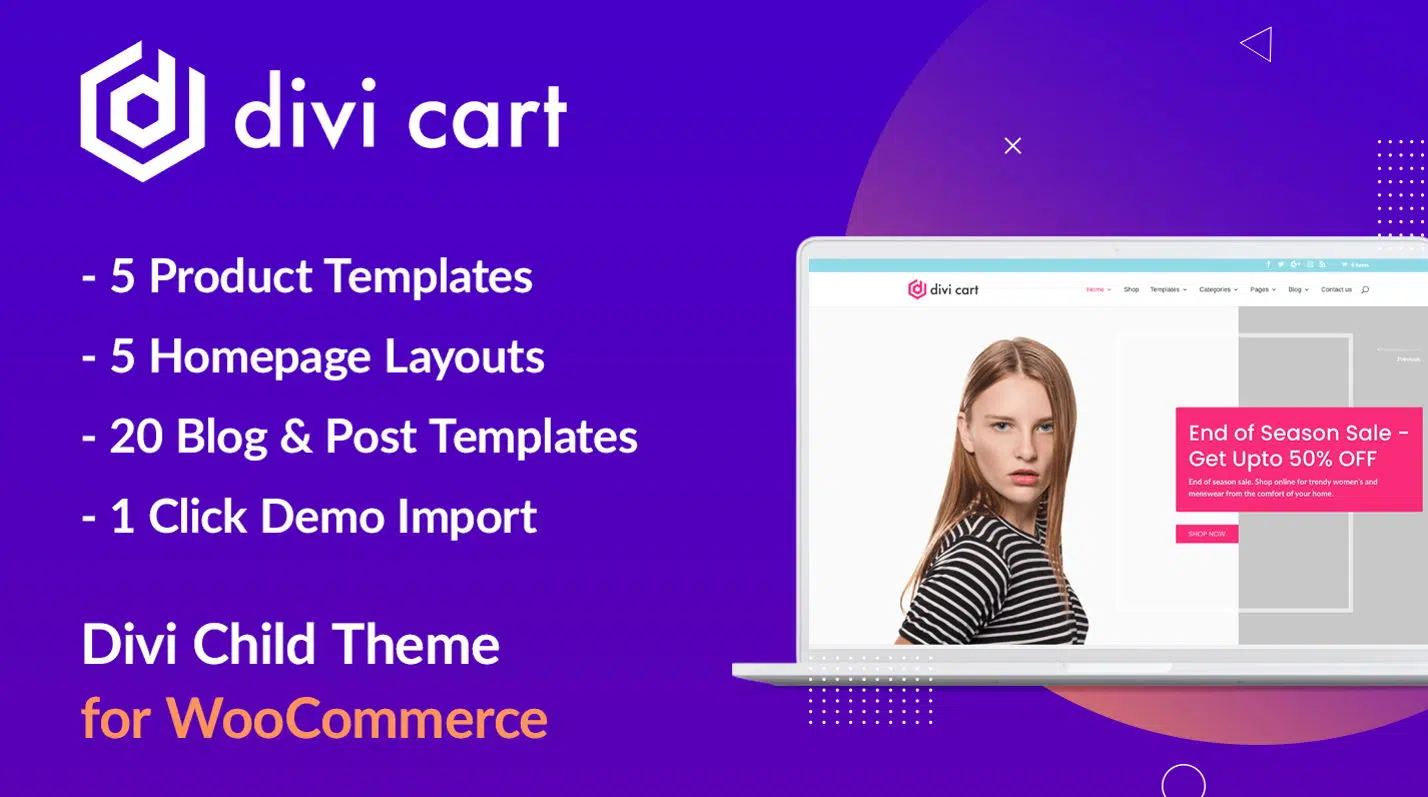 divi cart
- 5 Product Templates
- 5 Homepage Layouts
- 20 Blog & Post Templates
- 1 Click Demo Import
Divi Child Theme
for WooCommerce
0 Items
divi cart
Home Shop Templates Categories Pages Blog Contact us
Previous
End of Season Sale -
Get Upto 50% OFF
End of season sale. Shop online for trendy women's and
menswear from the comfort of your home.
SHOP NOW